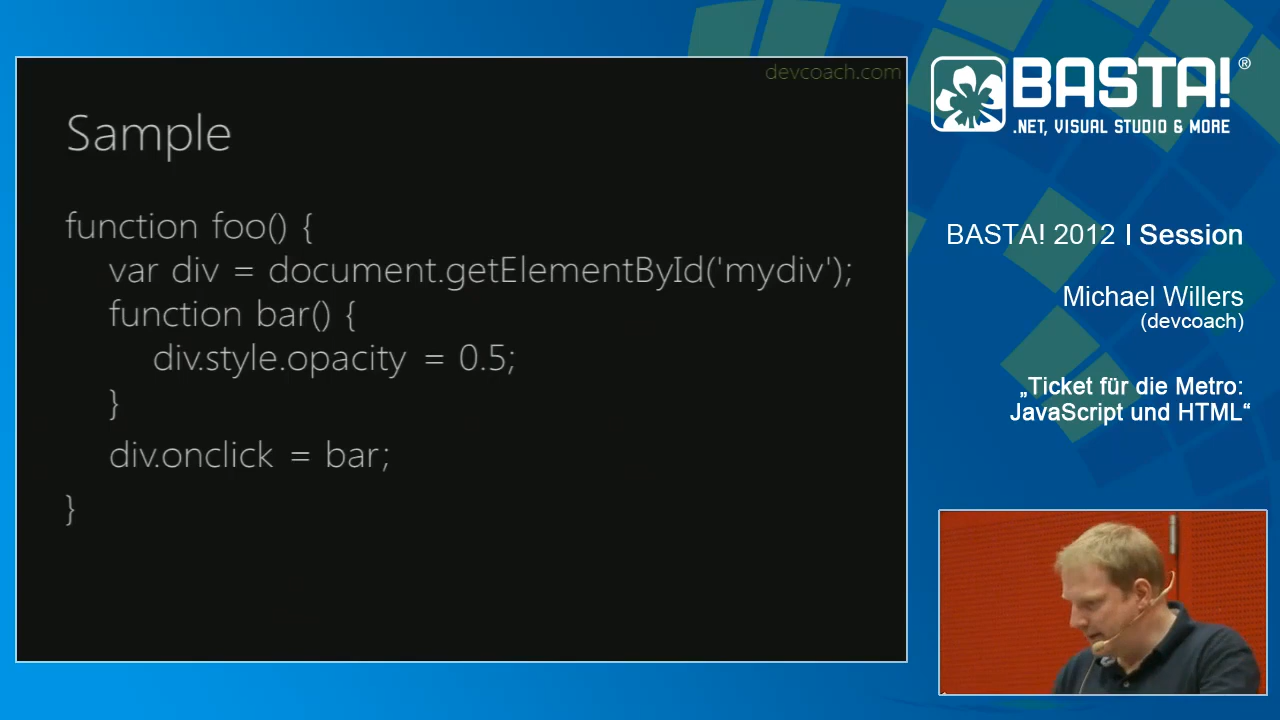 devcoach.com
Sample
function foo() {
var div = document.getElementById('mydiv');
function bar() {
div.style.opacity = 0.5;
}
div.onclick = bar;
}
BASTA!®
.NET, VISUAL STUDIO & MORE
BASTA! 2012 I Session
Michael Willers
(devcoach)
„Ticket für die Metro:
JavaScript und HTML“